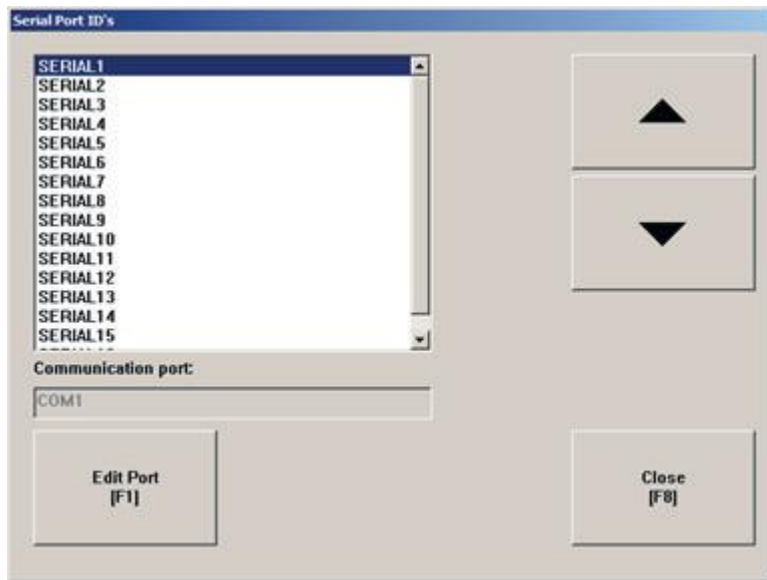 Serial Port ID's
SERIAL1
SERIAL2
SERIAL3
SERIAL4
SERIAL5
SERIAL6
SERIAL7
SERIAL8
SERIAL9
SERIAL10
SERIAL11
SERIAL12
SERIAL13
SERIAL14
SERIAL15
Communication port:
COM1
Edit Port
[F1]
Close
[F8]